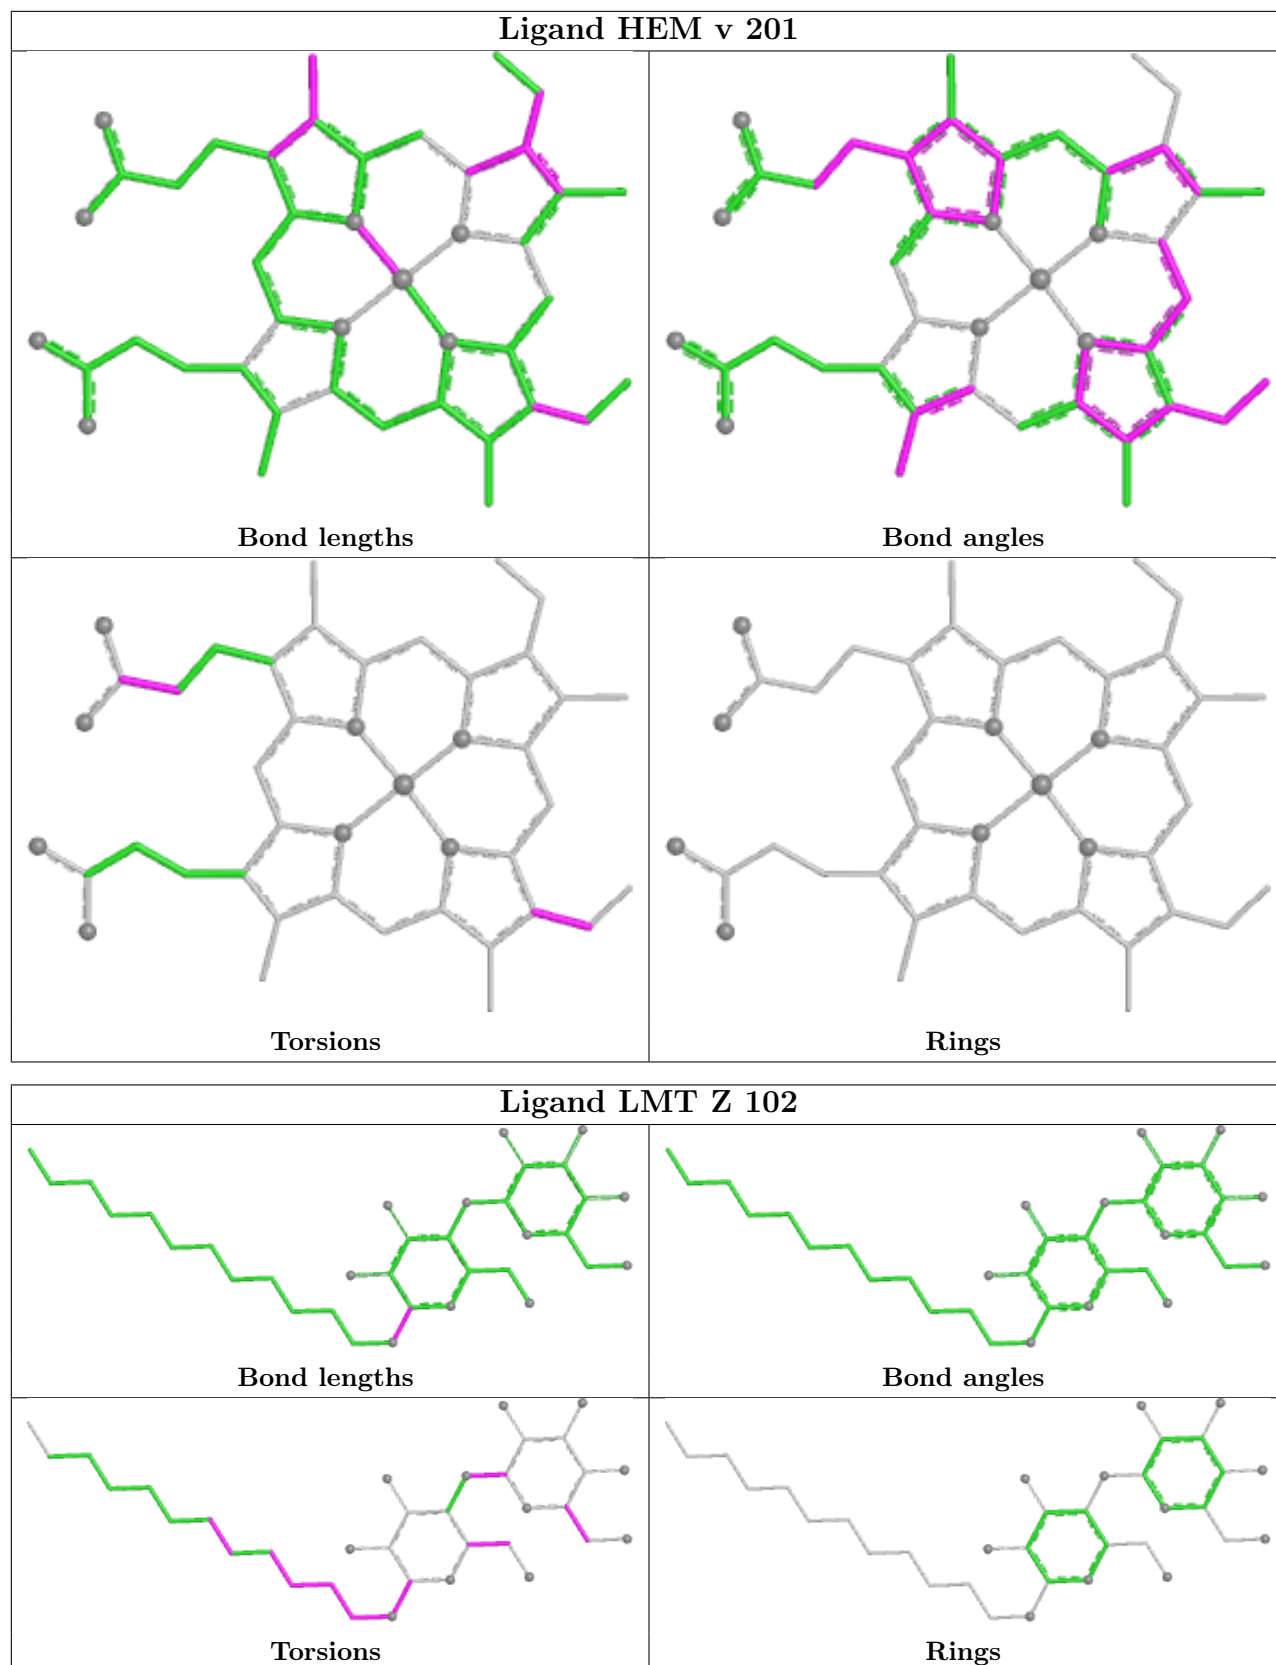 Ligand HEM v 201
Bond lengths
Bond angles
Torsions
Rings
Ligand LMT Z 102
Bond lengths
Bond angles
Torsions
Rings